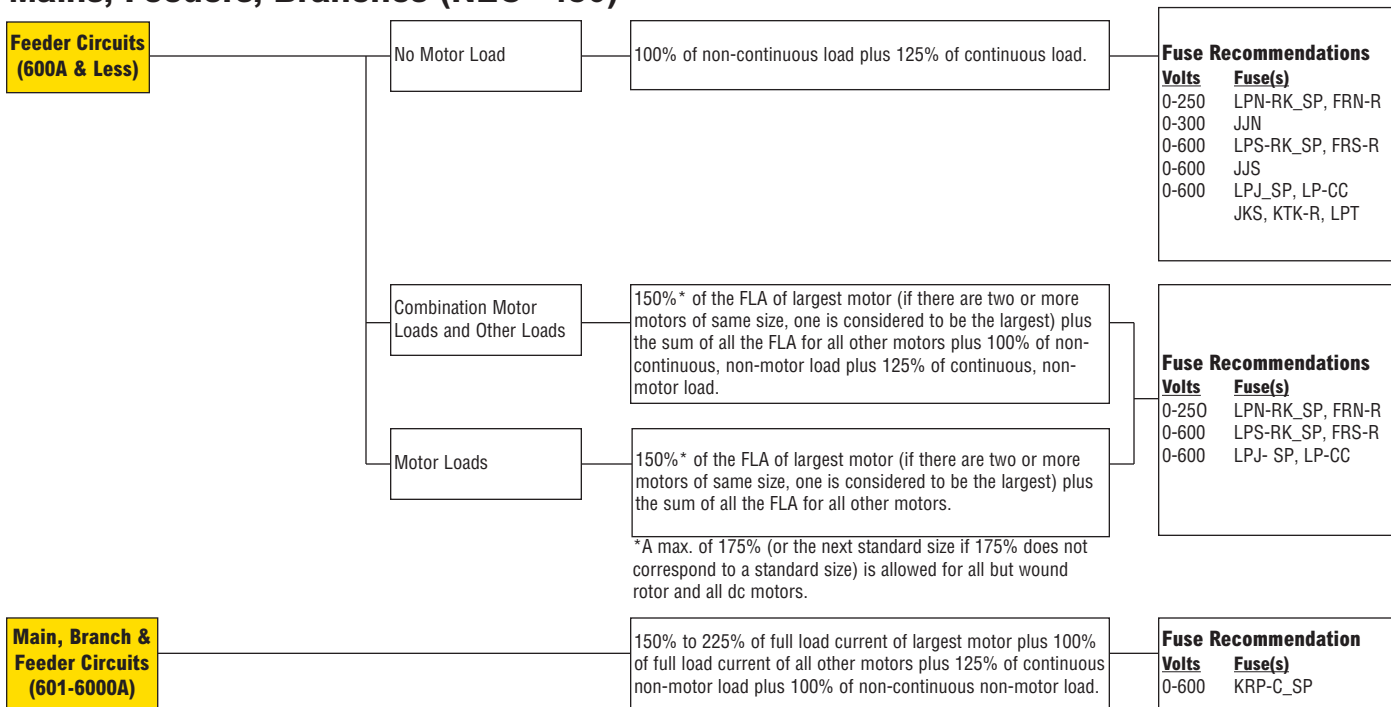 Feeder Circuits
(600A & Less)
No Motor Load
100% of non-continuous load plus 125% of continuous load.
Fuse Recommendations
Volts Fuse(s)
0-250 LPN-RK_SP, FRN-R
0-300 JJN
0-600 LPS-RK_SP, FRS-R
0-600 JJS
0-600 LPJ_SP, LP-CC
JKS, KTK-R, LPT
Combination Motor
Loads and Other Loads
150%* of the FLA of largest motor (if there are two or more
motors of same size, one is considered to be the largest) plus
the sum of all the FLA for all other motors plus 100% of non-
continuous, non-motor load plus 125% of continuous, non-
motor load.
Fuse Recommendations
Volts Fuse(s)
0-250 LPN-RK_SP, FRN-R
0-600 LPS-RK_SP, FRS-R
0-600 LPJ- SP, LP-CC
Motor Loads
150%* of the FLA of largest motor (if there are two or more
motors of same size, one is considered to be the largest) plus
the sum of all the FLA for all other motors.
*A max. of 175% (or the next standard size if 175% does not
correspond to a standard size) is allowed for all but wound
rotor and all dc motors.
Main, Branch &
Feeder Circuits
(601-6000A)
150% to 225% of full load current of largest motor plus 100%
of full load current of all other motors plus 125% of continuous
non-motor load plus 100% of non-continuous non-motor load.
Fuse Recommendation
Volts Fuse(s)
0-600 KRP-C_SP